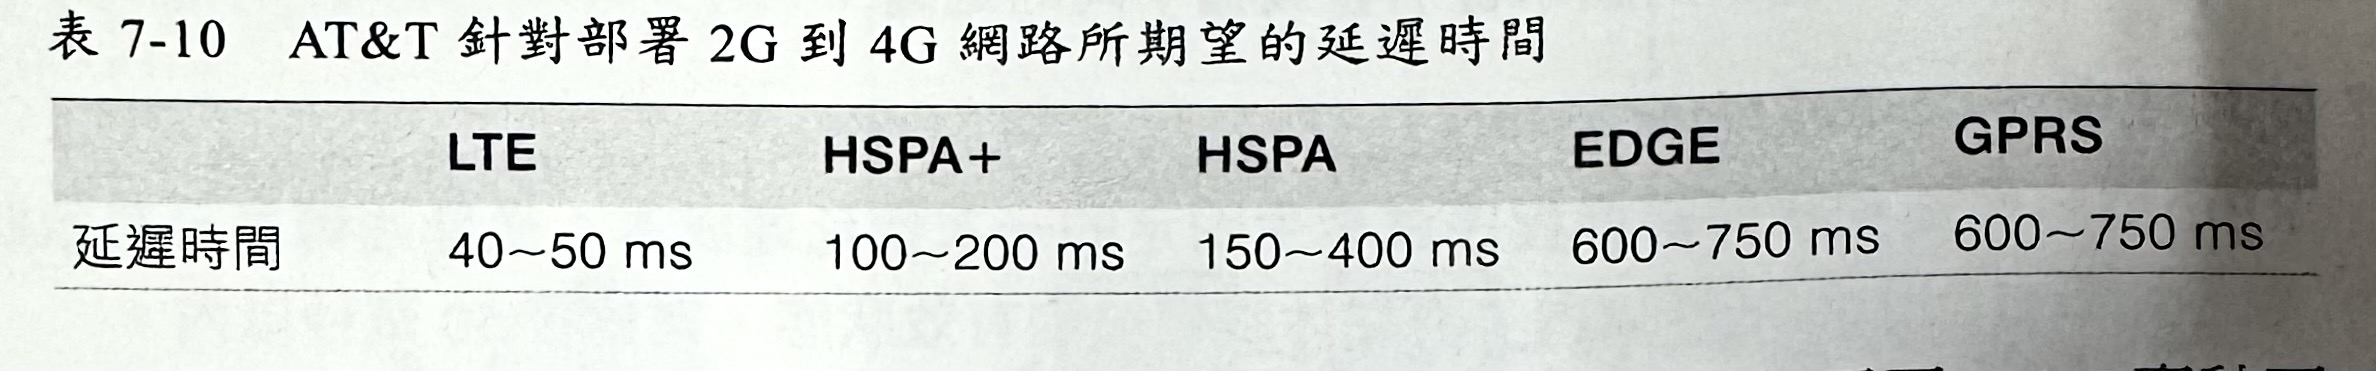 表 7-10 AT&T 針對部署 2G 到 4G 網路所期望的延遲時間
LTE HSPA+ HSPA EDGE GPRS
延遲時間 40～50 ms 100～200 ms 150～400 ms 600～750 ms 600～750 ms